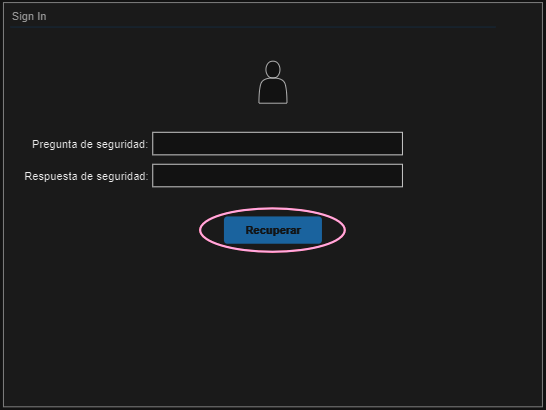 Sign In
Pregunta de seguridad:
Respuesta de seguridad:
Recuperar